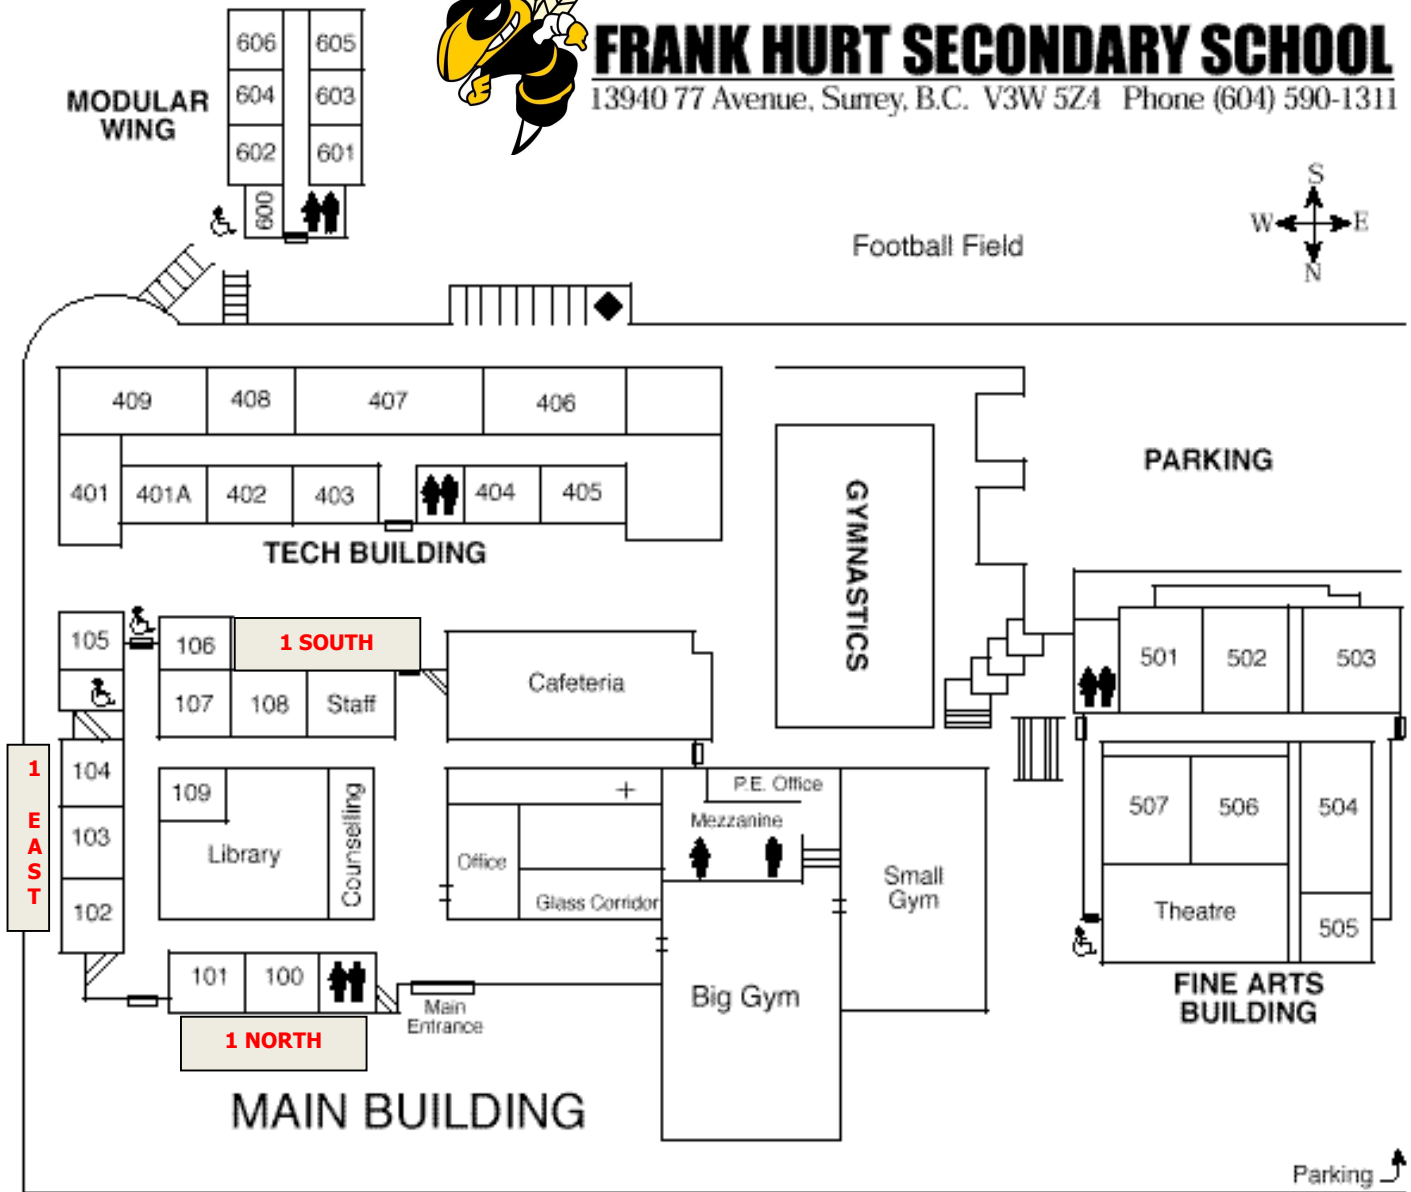 FRANK HURT SECONDARY SCHOOL
13940 77 Avenue, Surrey, B.C. V3W 5Z4 Phone (604) 590-1311
MODULAR
WING
606 605
604 603
602 601
600
S
W E
N
Football Field
409 408 407 406
401 401A 402 403 404 405
TECH BUILDING
GYMNASTICS
PARKING
105 106 1 SOUTH
107 108 Staff
Cafeteria
501 502 503
1
EAST
104
103
102
109
Library
Counselling
Office
Glass Corridor
P.E. Office
Mezzanine
Small
Gym
Big Gym
507 506 504
Theatre
505
FINE ARTS
BUILDING
101 100
Main
Entrance
1 NORTH
MAIN BUILDING
Parking